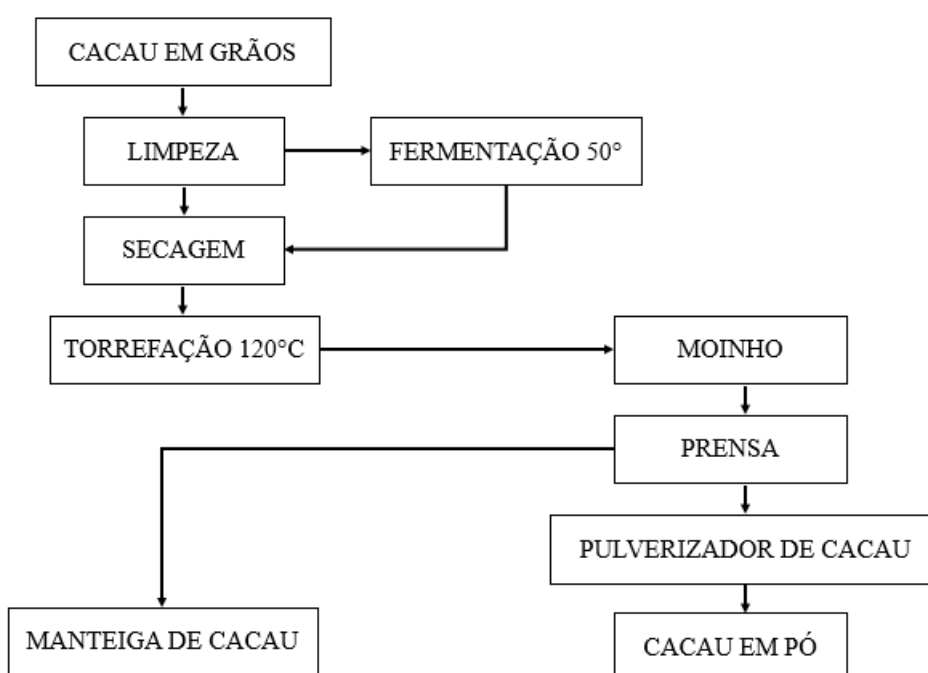 CACAU EM GRÃOS
LIMPEZA
FERMENTAÇÃO 50°
SECAGEM
TORREFAÇÃO 120°C
MOINHO
PRENSA
PULVERIZADOR DE CACAU
MANTEIGA DE CACAU
CACAU EM PÓ